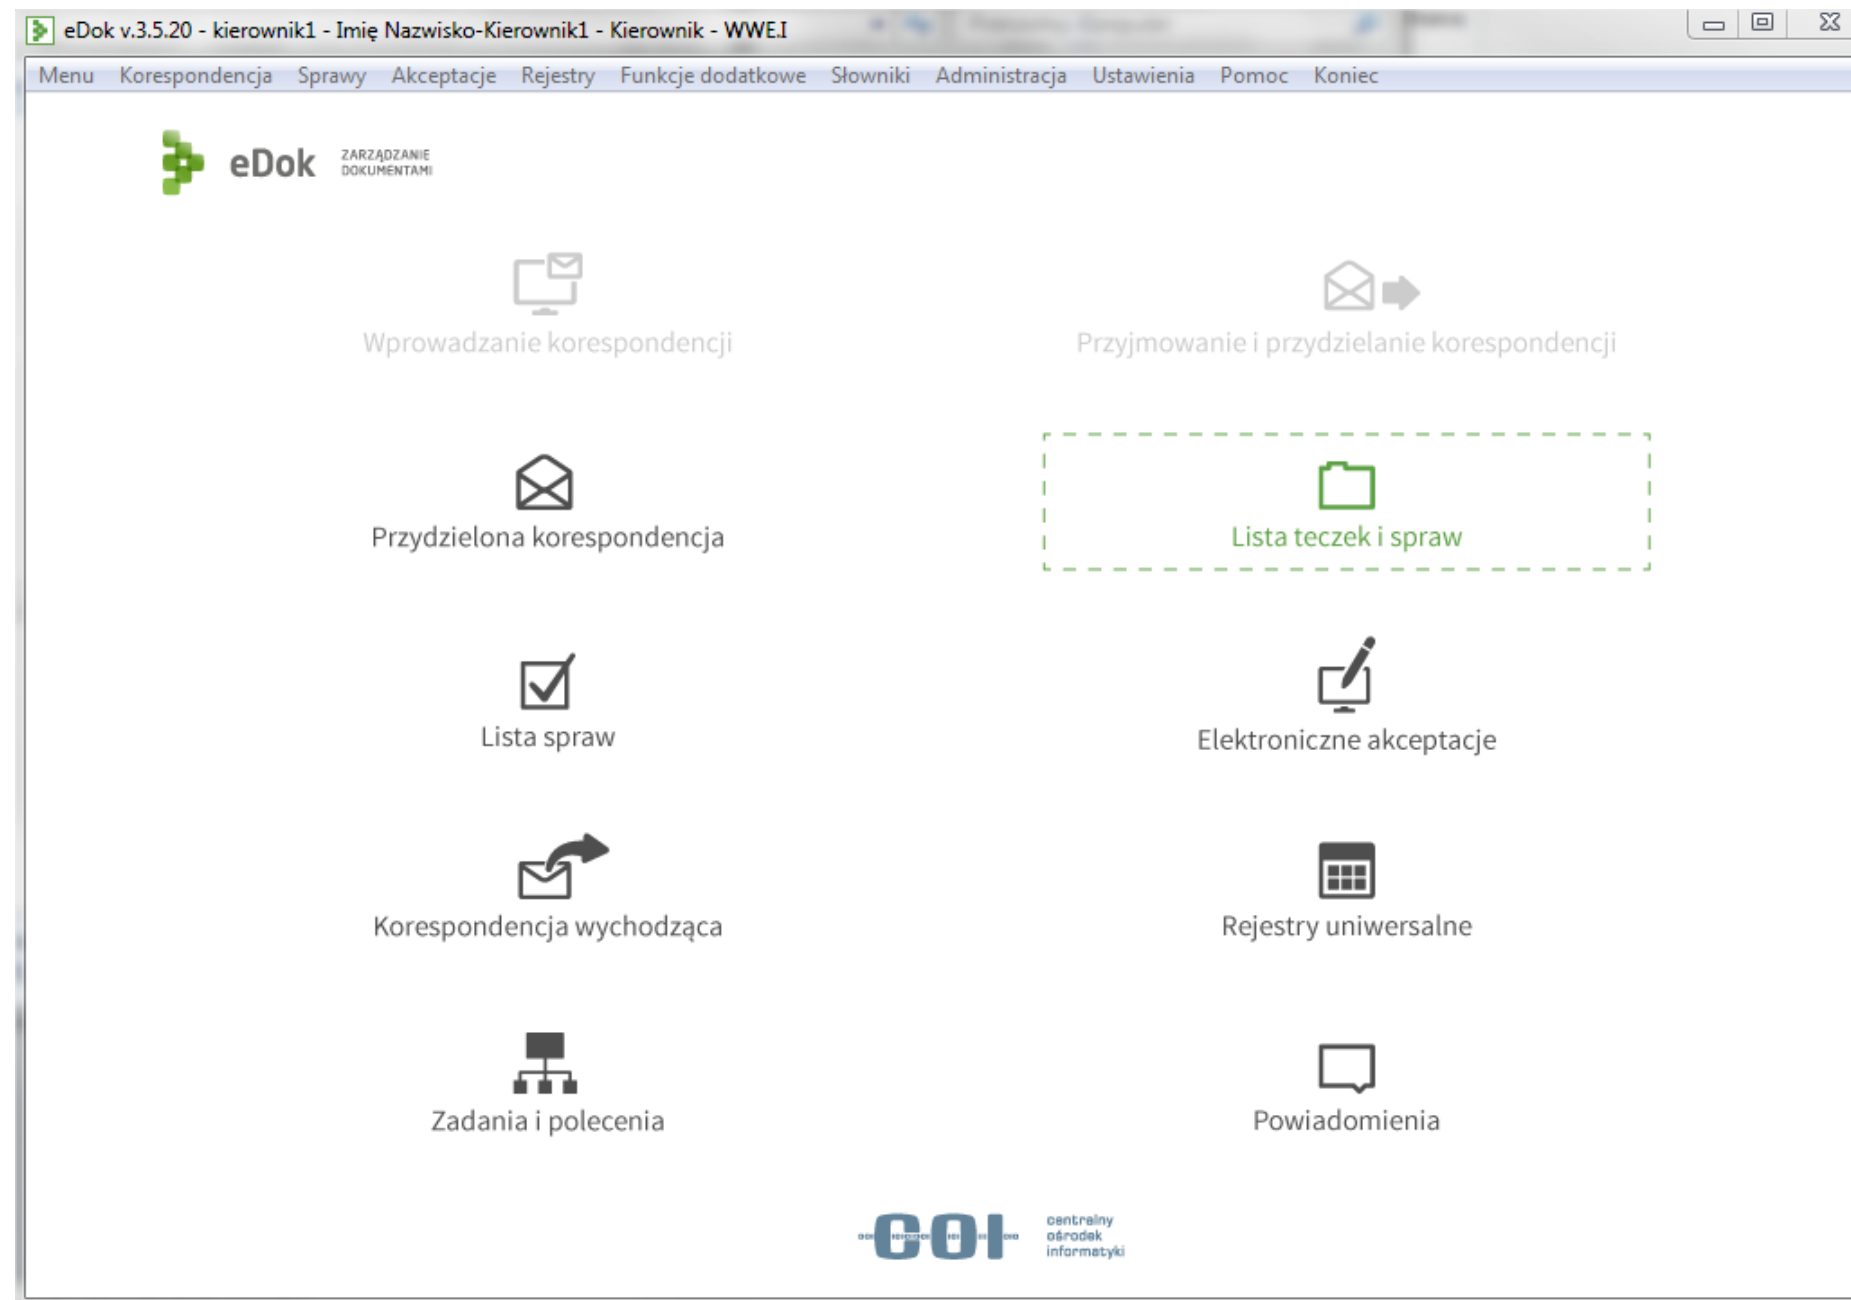 eDok v.3.5.20 - kierownik1 - Imię Nazwisko-Kierownik1 - Kierownik - WWE.I
Menu Korespondencja Sprawy Akceptacje Rejestry Funkcje dodatkowe Słowniki Administracja Ustawienia Pomoc Koniec
eDok ZARZĄDZANIE
DOKUMENTAMI
Wprowadzanie korespondencji
Przyjmowanie i przydzielanie korespondencji
Przydzielona korespondencja
Lista teczek i spraw
Lista spraw
Elektroniczne akceptacje
Korespondencja wychodząca
Rejestry uniwersalne
Zadania i polecenia
Powiadomienia
COI
centralny
ośrodek
informatyki